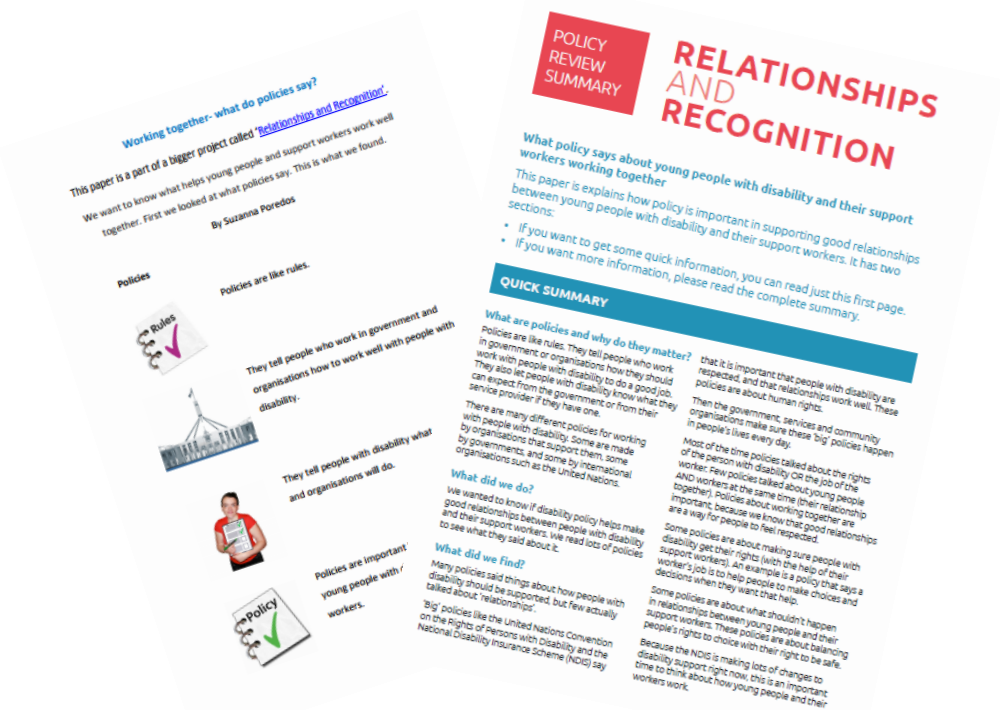 Working together- what do policies say?
This paper is a part of a bigger project called 'Relationships and Recognition'.
We want to know what helps young people and support workers work well
together. First we looked at what policies say. This is what we found.
By Suzanna Poredos
Policies
Rules
Policies are like rules.
They tell people who work in government and
organisations how to work well with people with
disability.
They tell people with disability what
and organisations will do.
Policy
Policies are important
young people with
workers.
POLICY
REVIEW
SUMMARY
RELATIONSHIPS
AND
RECOGNITION
What policy says about young people with disability and their support
workers working together
This paper is explains how policy is important in supporting good relationships
between young people with disability and their support workers. It has two
sections:
• If you want to get some quick information, you can read just this first page.
• If you want more information, please read the complete summary.
QUICK SUMMARY
What are policies and why do they matter?
Policies are like rules. They tell people who work
in government or organisations how they should
work with people with disability to do a good job.
They also let people with disability know what they
can expect from the government or from their
service provider if they have one.
There are many different policies for working
with people with disability. Some are made
by organisations that support them, some
by governments, and some by international
organisations such as the United Nations.
What did we do?
We wanted to know if disability policy helps make
good relationships between people with disability
and their support workers. We read lots of policies
to see what they said about it.
What did we find?
Many policies said things about how people with
disability should be supported, but few actually
talked about 'relationships'.
'Big' policies like the United Nations Convention
on the Rights of Persons with Disability and the
National Disability Insurance Scheme (NDIS) say
that it is important that people with disability are
respected, and that relationships work well. These
policies are about human rights.
Then the government, services and community
organisations make sure these 'big' policies happen
in people's lives every day.
Most of the time policies talked about the rights
of the person with disability OR the job of the
worker. Few policies talked about young people
AND workers at the same time (their relationship
together). Policies about working together are
important, because we know that good relationships
are a way for people to feel respected.
Some policies are about making sure people with
disability get their rights (with the help of their
support workers). An example is a policy that says a
worker's job is to help people to make choices and
decisions when they want that help.
Some policies are about what shouldn't happen
in relationships between young people and their
support workers. These policies are about balancing
people's rights to choice with their right to be safe.
Because the NDIS is making lots of changes to
disability support right now, this is an important
time to think about how young people and their
workers work.